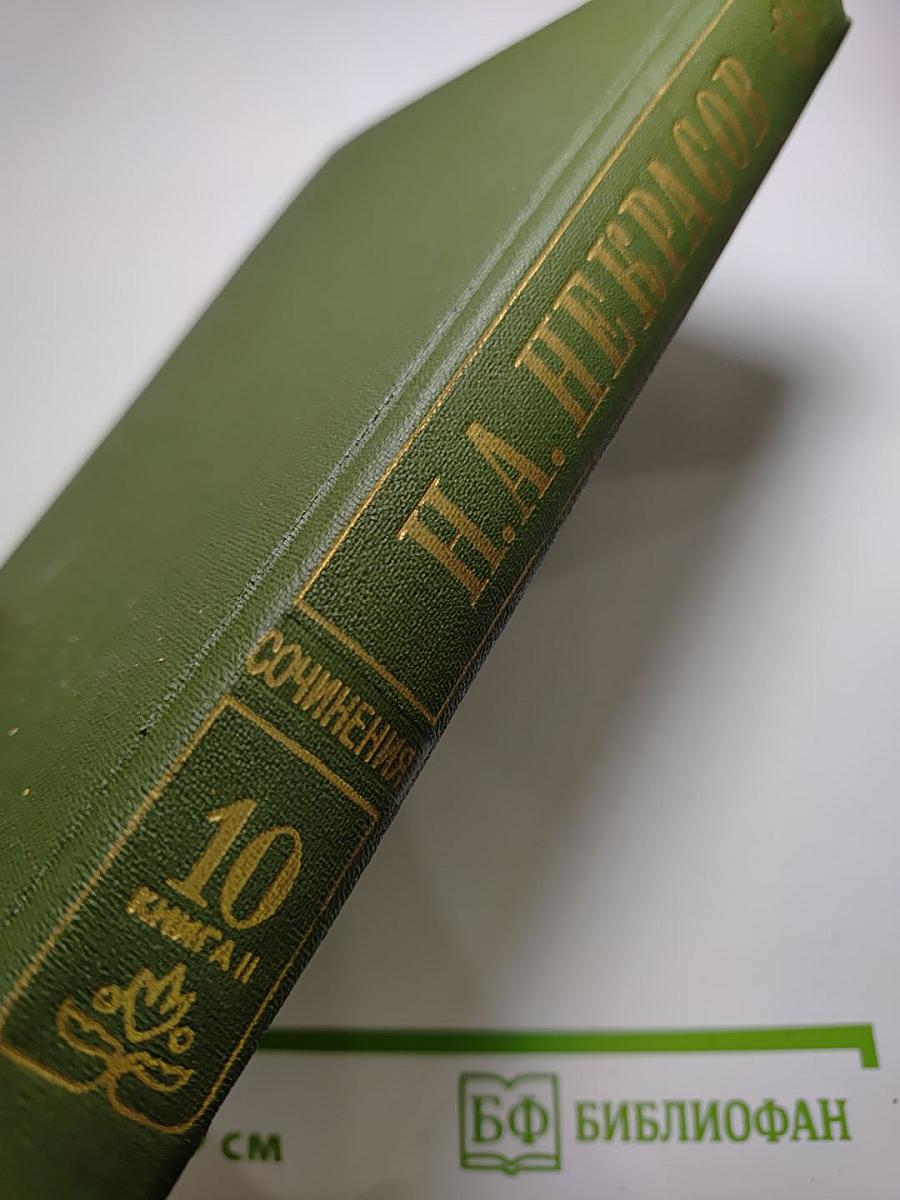 Н.А. НЕКРАСОВ
СОЧИНЕНИЯ
10
КНИГА II
СМ
БФ БИБЛИОФАН